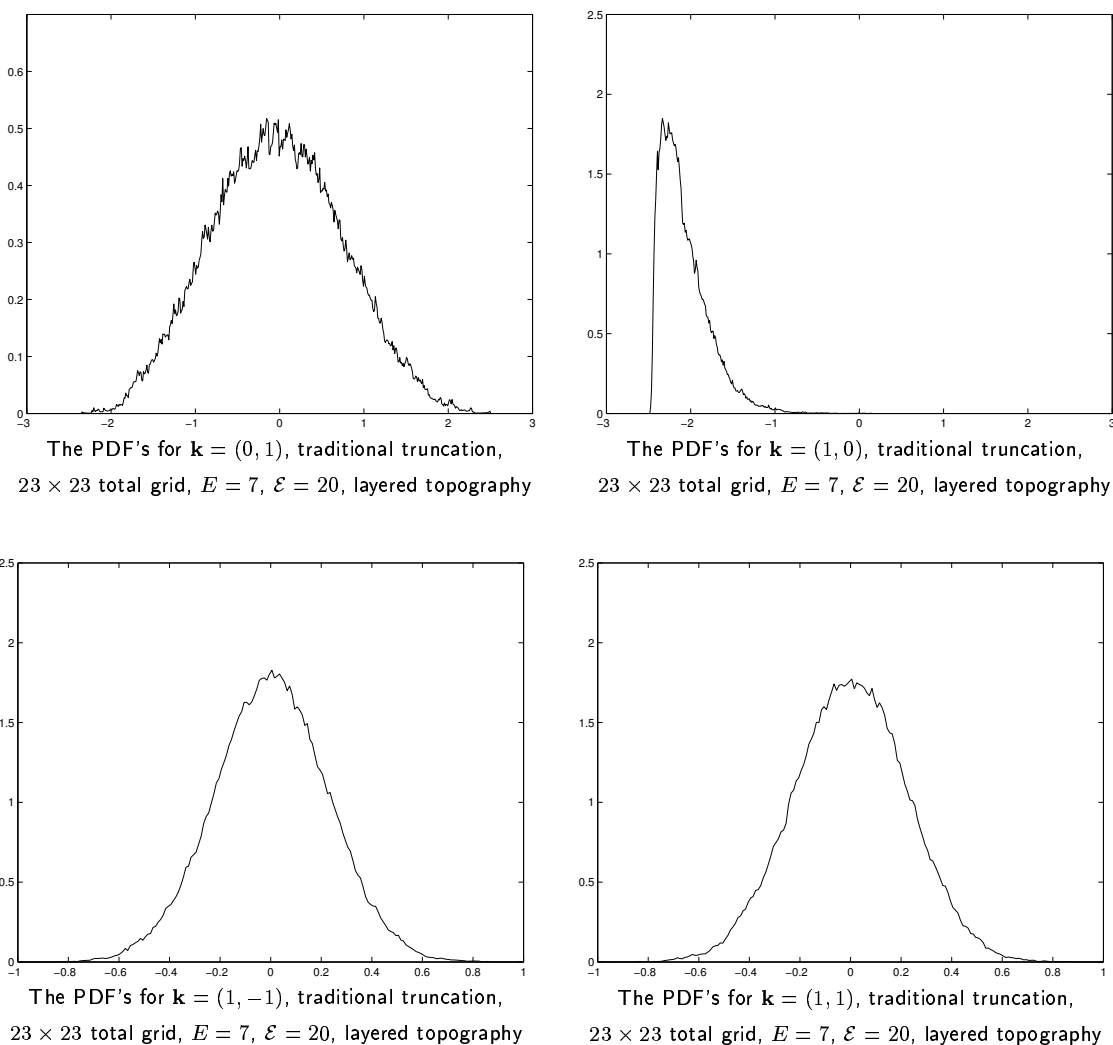 0.6
0.5
0.4
0.3
0.2
0.1
0
−3 −2 −1 0 1 2 3
The PDF's for k = (0, 1), traditional truncation,
23 × 23 total grid, E = 7, ℰ = 20, layered topography
2.5
2
1.5
1
0.5
0
−3 −2 −1 0 1 2 3
The PDF's for k = (1, 0), traditional truncation,
23 × 23 total grid, E = 7, ℰ = 20, layered topography
2.5
2
1.5
1
0.5
0
−1 −0.8 −0.6 −0.4 −0.2 0 0.2 0.4 0.6 0.8 1
The PDF's for k = (1, −1), traditional truncation,
23 × 23 total grid, E = 7, ℰ = 20, layered topography
2.5
2
1.5
1
0.5
0
−1 −0.8 −0.6 −0.4 −0.2 0 0.2 0.4 0.6 0.8 1
The PDF's for k = (1, 1), traditional truncation,
23 × 23 total grid, E = 7, ℰ = 20, layered topography